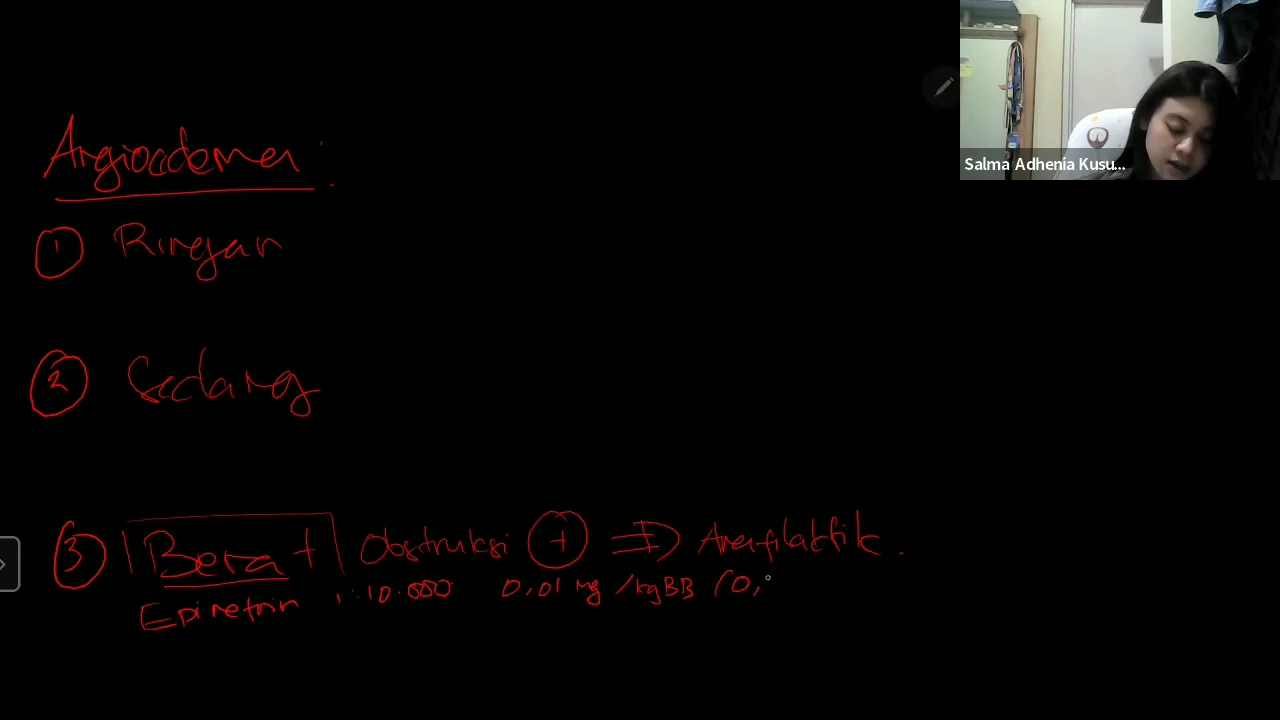 Salma Adhenia Kusu...
Angioedema :
1 Ringan
2 Sedang
3 Berat Obstruksi + => Anafilaktik.
Epinefrin 1:10.000 0,01 mg /kgBB (0,